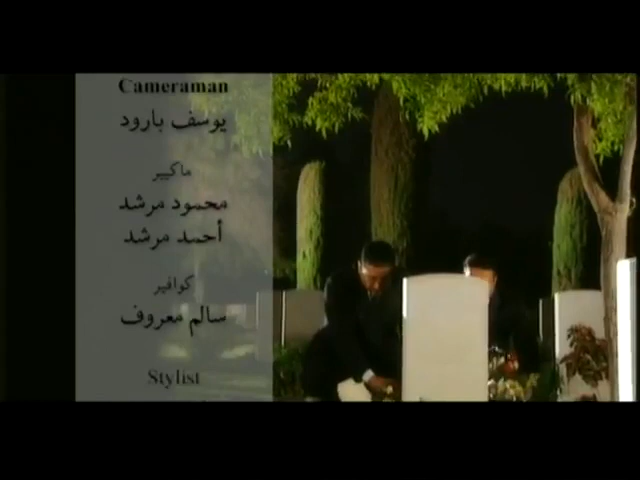 Cameraman
يوسف بارود
ماكيير
محمود مرشد
أحمد مرشد
كوافير
سالم معروف
Stylist